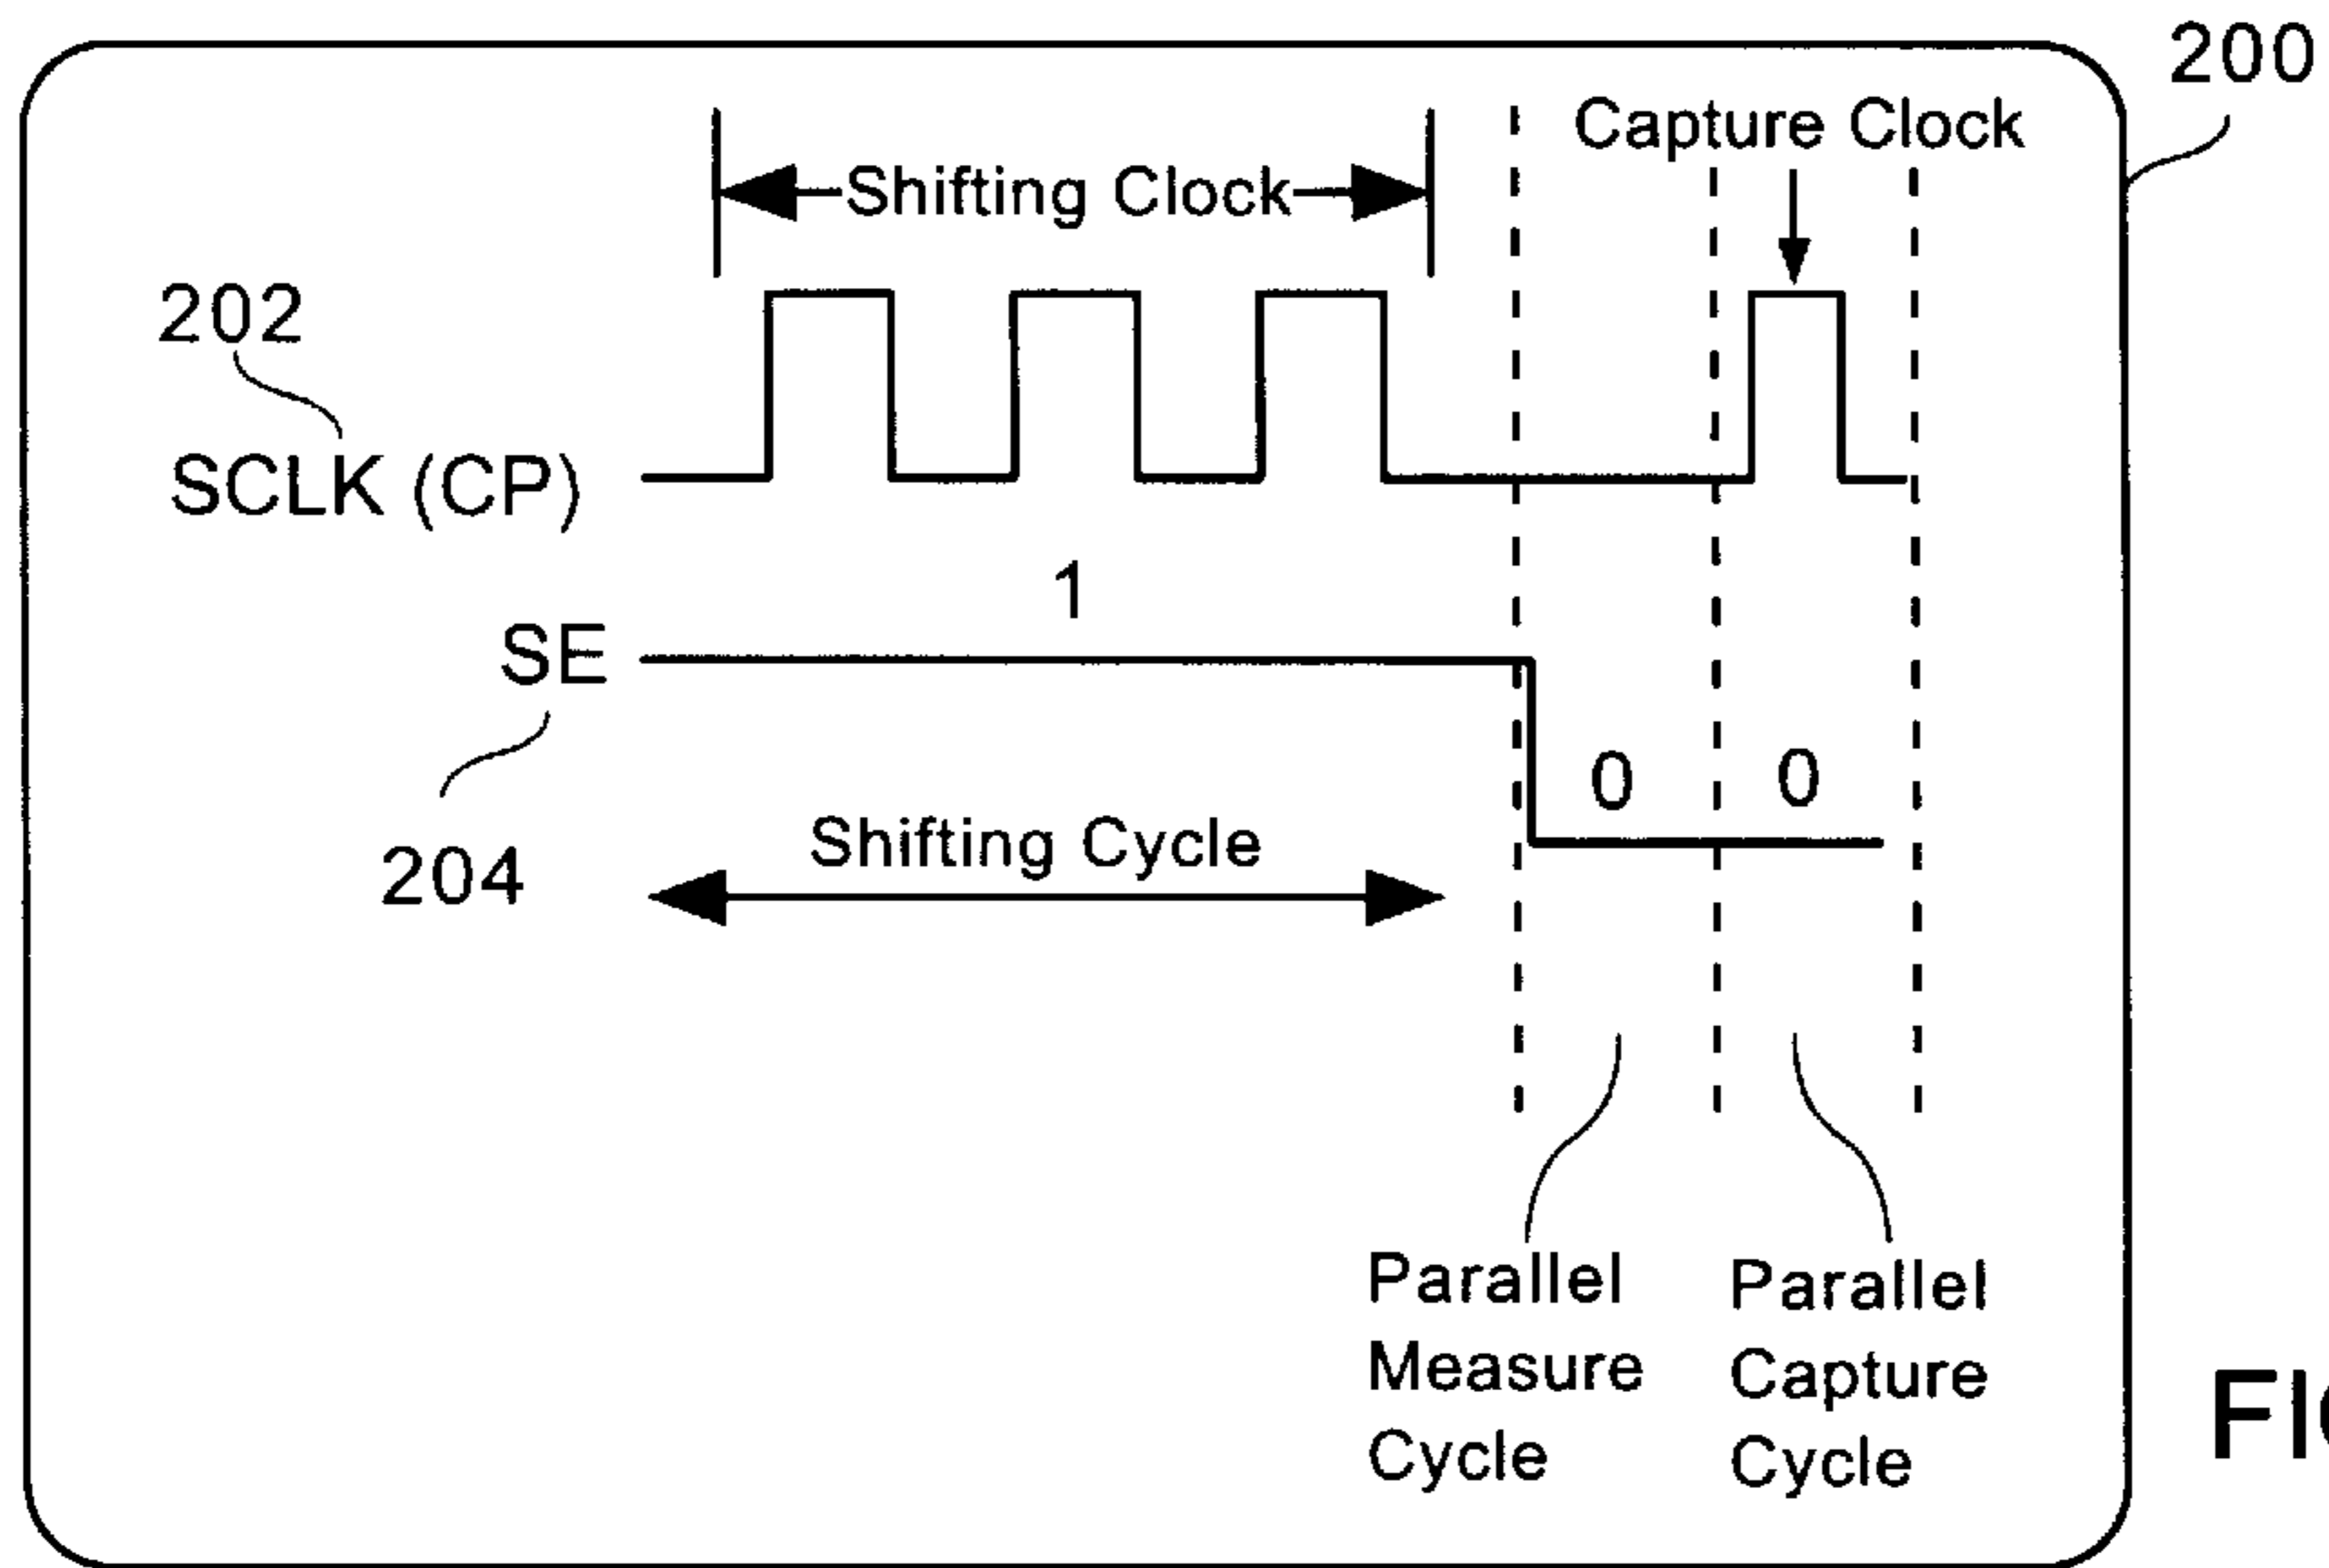 200
Capture Clock
Shifting Clock
202
SCLK (CP)
1
SE
0 0
Shifting Cycle
204
Parallel
Measure
Cycle
Parallel
Capture
Cycle